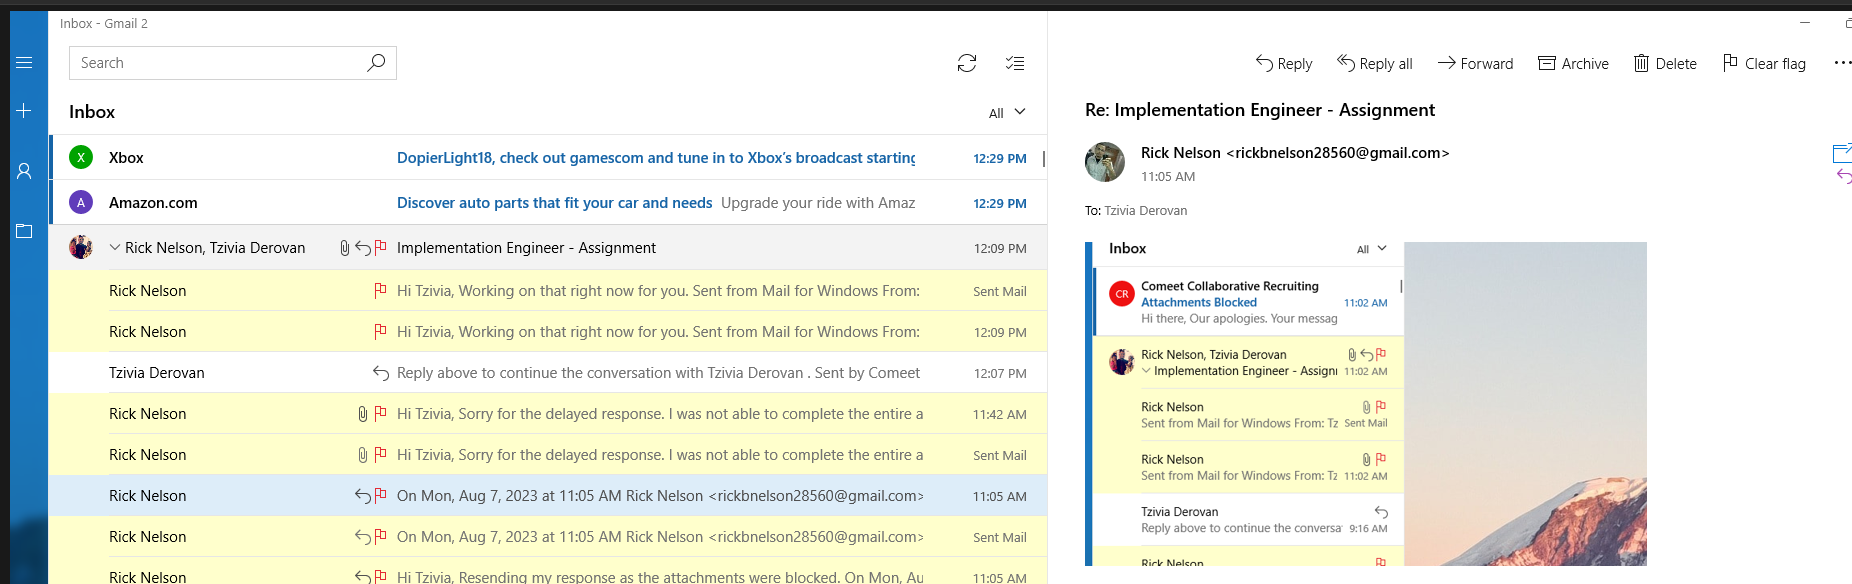 Inbox - Gmail 2
Search
Inbox
All
X Xbox DopierLight18, check out gamescom and tune in to Xbox's broadcast starting 12:29 PM
A Amazon.com Discover auto parts that fit your car and needs Upgrade your ride with Amaz 12:29 PM
Rick Nelson, Tzivia Derovan Implementation Engineer - Assignment 12:09 PM
Rick Nelson Hi Tzivia, Working on that right now for you. Sent from Mail for Windows From: Sent Mail
Rick Nelson Hi Tzivia, Working on that right now for you. Sent from Mail for Windows From: 12:09 PM
Tzivia Derovan Reply above to continue the conversation with Tzivia Derovan . Sent by Comeet 12:07 PM
Rick Nelson Hi Tzivia, Sorry for the delayed response. I was not able to complete the entire a 11:42 AM
Rick Nelson Hi Tzivia, Sorry for the delayed response. I was not able to complete the entire a Sent Mail
Rick Nelson On Mon, Aug 7, 2023 at 11:05 AM Rick Nelson <rickbnelson28560@gmail.com> 11:05 AM
Rick Nelson On Mon, Aug 7, 2023 at 11:05 AM Rick Nelson <rickbnelson28560@gmail.com> Sent Mail
Rick Nelson Hi Tzivia, Resending my response as the attachments were blocked. On Mon, Au 11:05 AM
Reply Reply all Forward Archive Delete Clear flag
Re: Implementation Engineer - Assignment
Rick Nelson <rickbnelson28560@gmail.com>
11:05 AM
To: Tzivia Derovan
Inbox All
CR Comeet Collaborative Recruiting
Attachments Blocked 11:02 AM
Hi there, Our apologies. Your messag
Rick Nelson, Tzivia Derovan
Implementation Engineer - Assignm 11:02 AM
Rick Nelson
Sent from Mail for Windows From: Tz Sent Mail
Rick Nelson
Sent from Mail for Windows From: Tz 11:02 AM
Tzivia Derovan
Reply above to continue the conversa 9:16 AM
Rick Nelson